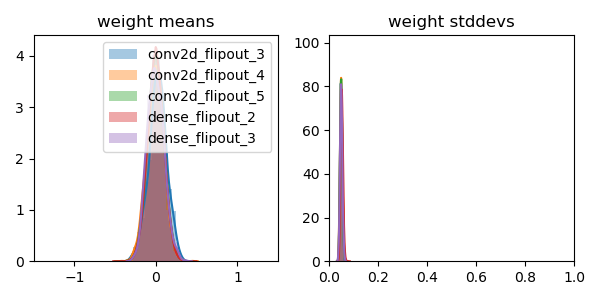 weight means
weight stddevs
conv2d_flipout_3
conv2d_flipout_4
conv2d_flipout_5
dense_flipout_2
dense_flipout_3
4
3
2
1
0
−1
0
1
100
80
60
40
20
0
0.0
0.2
0.4
0.6
0.8
1.0